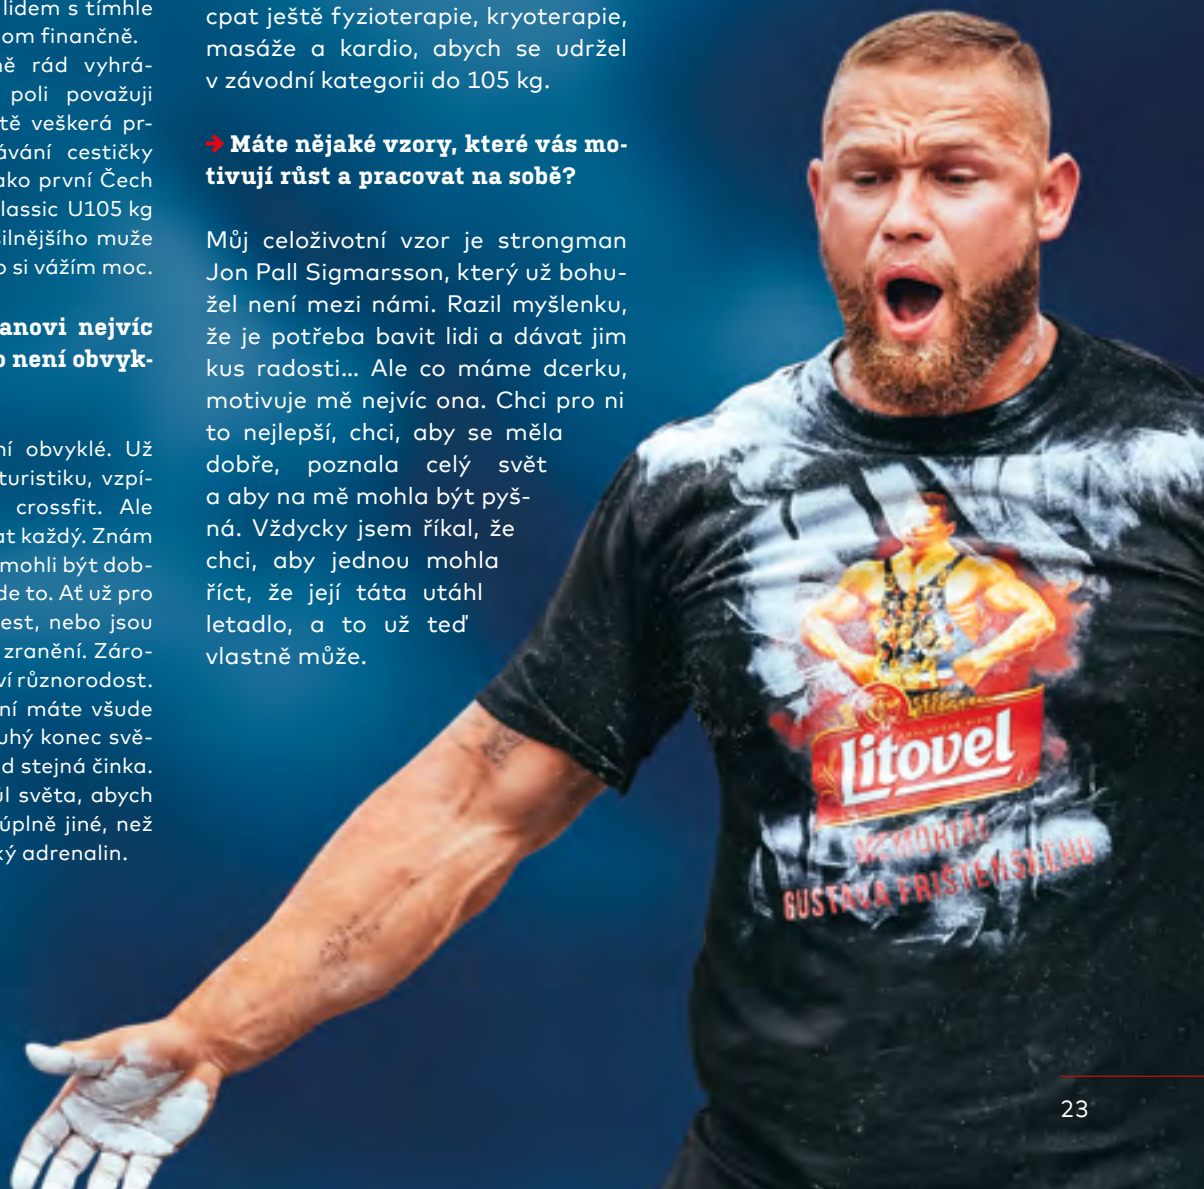 lidem s tímhle
om finančně.
ně rád vyhrá-
poli považuji
tě veškerá pr-
ávání cestičky
ako první Čech
lassic U105 kg
silnějšího muže
o si vážím moc.
anovi nejvíc
o není obvyk-
ní obvyklé. Už
turistiku, vzpí-
crossfit. Ale
at každý. Znám
mohli být dob-
de to. Ať už pro
est, nebo jsou
zranění. Záro-
ví různorodost.
ní máte všude
uhý konec svě-
d stejná činka.
ůl světa, abych
úplně jiné, než
ký adrenalin.
cpat ještě fyzioterapie, kryoterapie,
masáže a kardio, abych se udržel
v závodní kategorii do 105 kg.
→ Máte nějaké vzory, které vás mo-
tivují růst a pracovat na sobě?
Můj celoživotní vzor je strongman
Jon Pall Sigmarsson, který už bohu-
žel není mezi námi. Razil myšlenku,
že je potřeba bavit lidi a dávat jim
kus radosti... Ale co máme dcerku,
motivuje mě nejvíc ona. Chci pro ni
to nejlepší, chci, aby se měla
dobře, poznala celý svět
a aby na mě mohla být pyš-
ná. Vždycky jsem říkal, že
chci, aby jednou mohla
říct, že její táta utáhl
letadlo, a to už teď
vlastně může.
Litovel
MEMORIÁL
GUSTAVA FRIŠTENSKÉHO
23